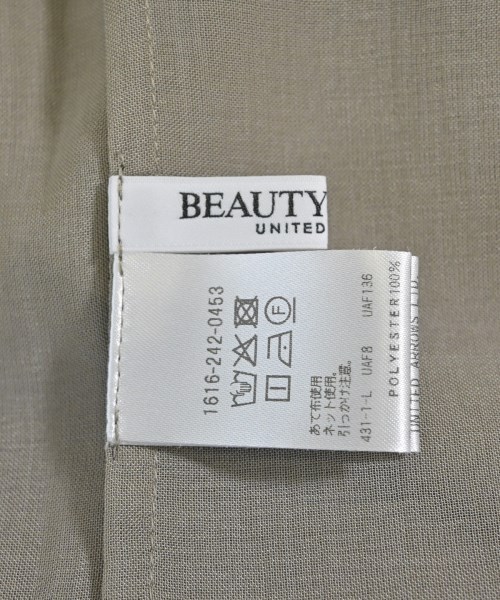 BEAUTY
UNITED
1616-242-0453
F
あて布使用
ネット使用。
引っかけ注意。
431-1-L UAF8 UAF136
POLYESTER100%
UNITED ARROWS LTD.